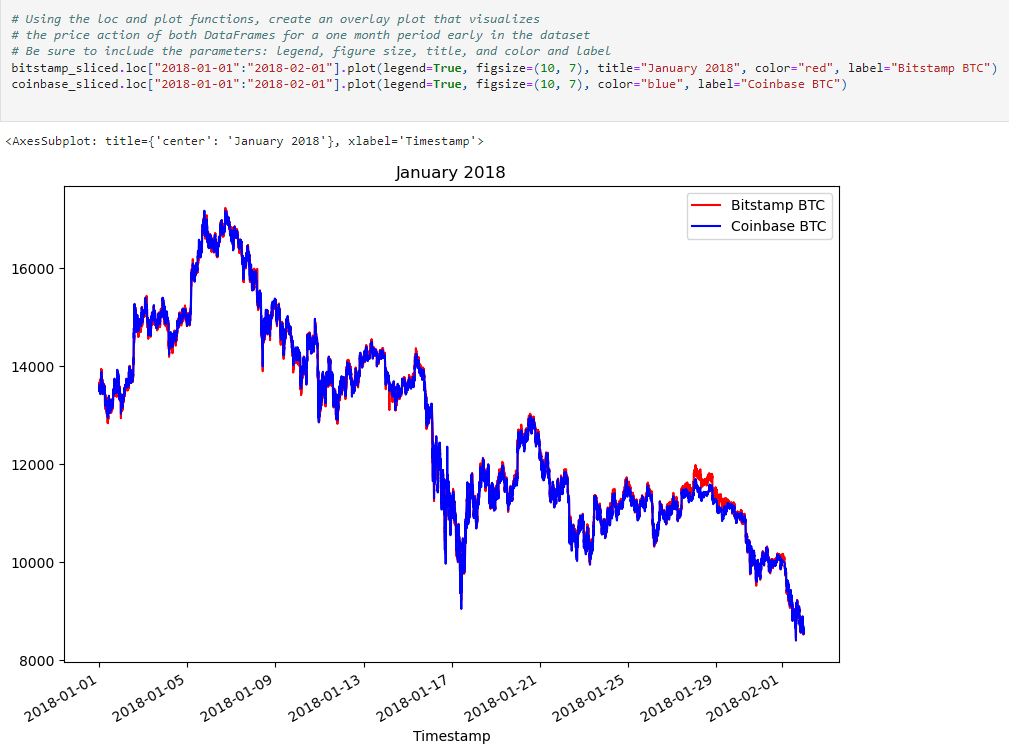 # Using the loc and plot functions, create an overlay plot that visualizes
# the price action of both DataFrames for a one month period early in the dataset
# Be sure to include the parameters: legend, figure size, title, and color and label
bitstamp_sliced.loc["2018-01-01":"2018-02-01"].plot(legend=True, figsize=(10, 7), title="January 2018", color="red", label="Bitstamp BTC")
coinbase_sliced.loc["2018-01-01":"2018-02-01"].plot(legend=True, figsize=(10, 7), color="blue", label="Coinbase BTC")
<AxesSubplot: title={'center': 'January 2018'}, xlabel='Timestamp'>
January 2018
Bitstamp BTC
Coinbase BTC
16000
14000
12000
10000
8000
2018-01-01
2018-01-05
2018-01-09
2018-01-13
2018-01-17
2018-01-21
2018-01-25
2018-01-29
2018-02-01
Timestamp